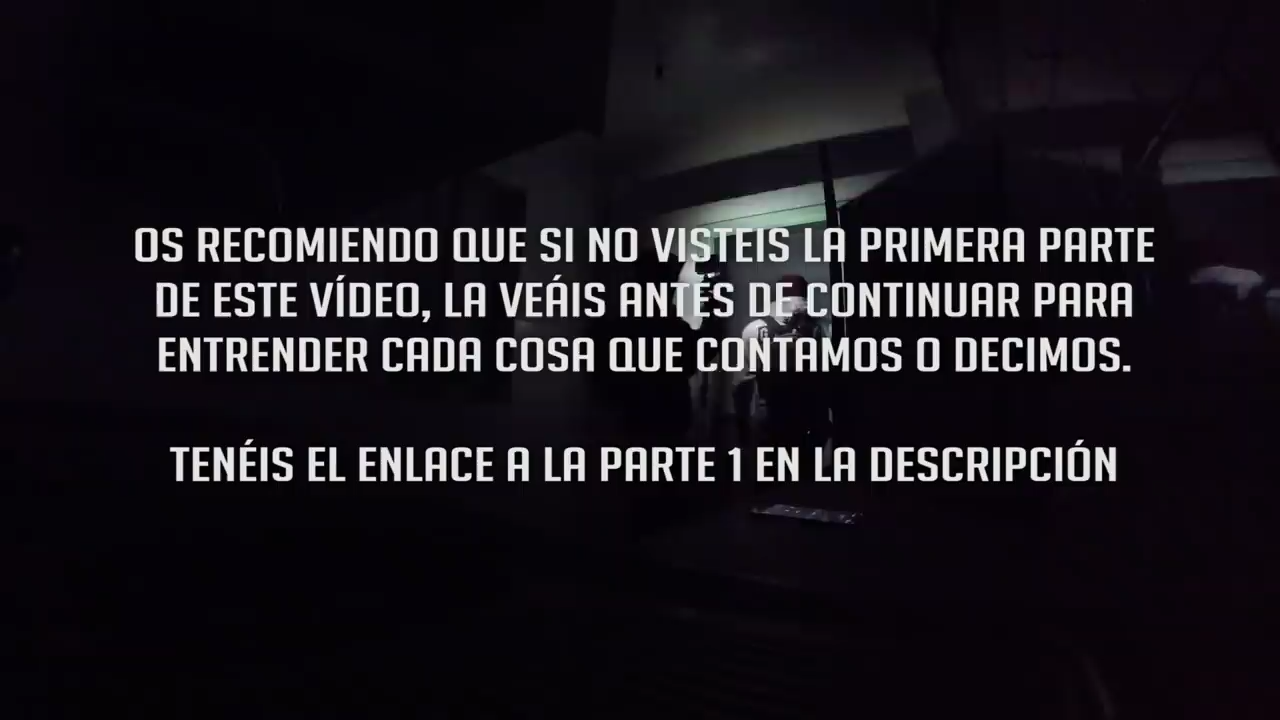 OS RECOMIENDO QUE SI NO VISTEIS LA PRIMERA PARTE
DE ESTE VÍDEO, LA VEÁIS ANTES DE CONTINUAR PARA
ENTRENDER CADA COSA QUE CONTAMOS O DECIMOS.
TENÉIS EL ENLACE A LA PARTE 1 EN LA DESCRIPCIÓN